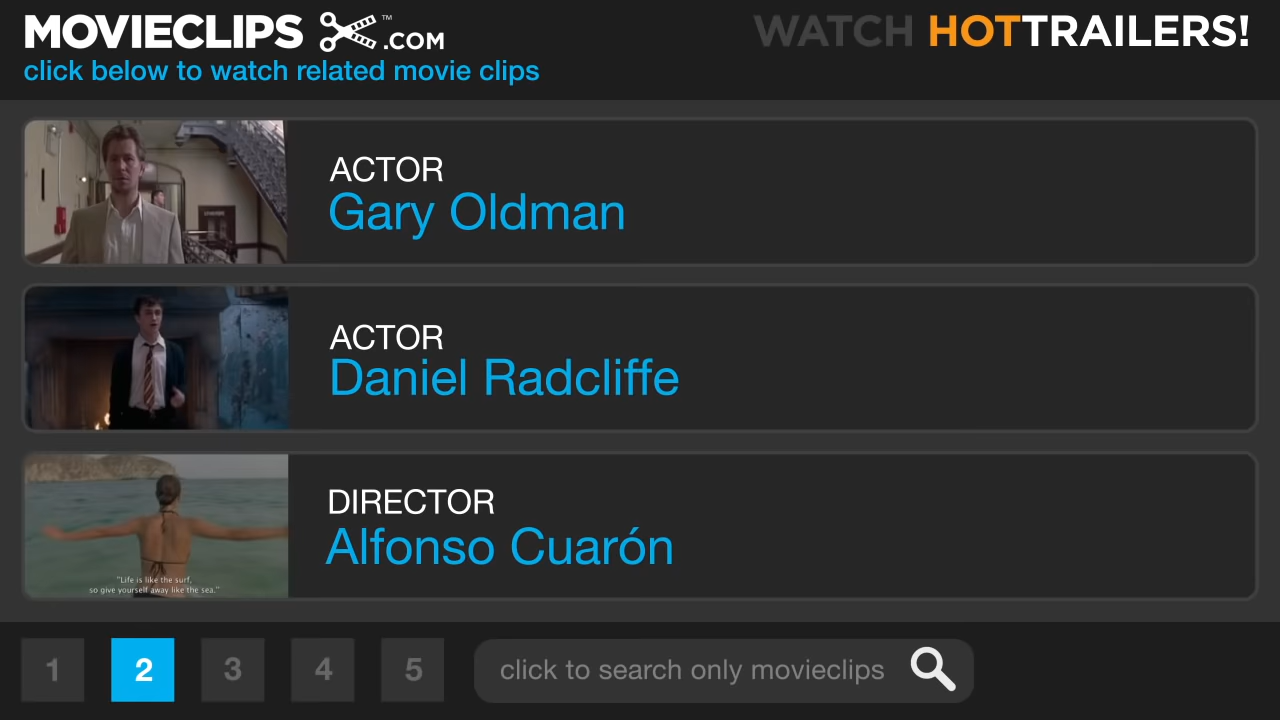 MOVIECLIPS ™ .COM
WATCH HOTTRAILERS!
click below to watch related movie clips
ACTOR
Gary Oldman
ACTOR
Daniel Radcliffe
DIRECTOR
Alfonso Cuarón
"Life is like the surf,
so give yourself away like the sea."
1 2 3 4 5 click to search only movieclips